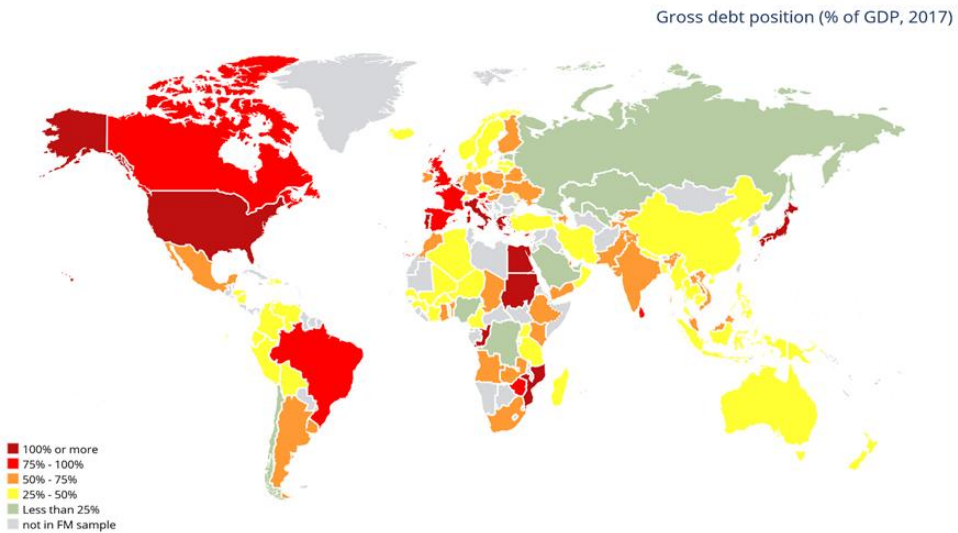 Gross debt position (% of GDP, 2017)
100% or more
75% - 100%
50% - 75%
25% - 50%
Less than 25%
not in FM sample